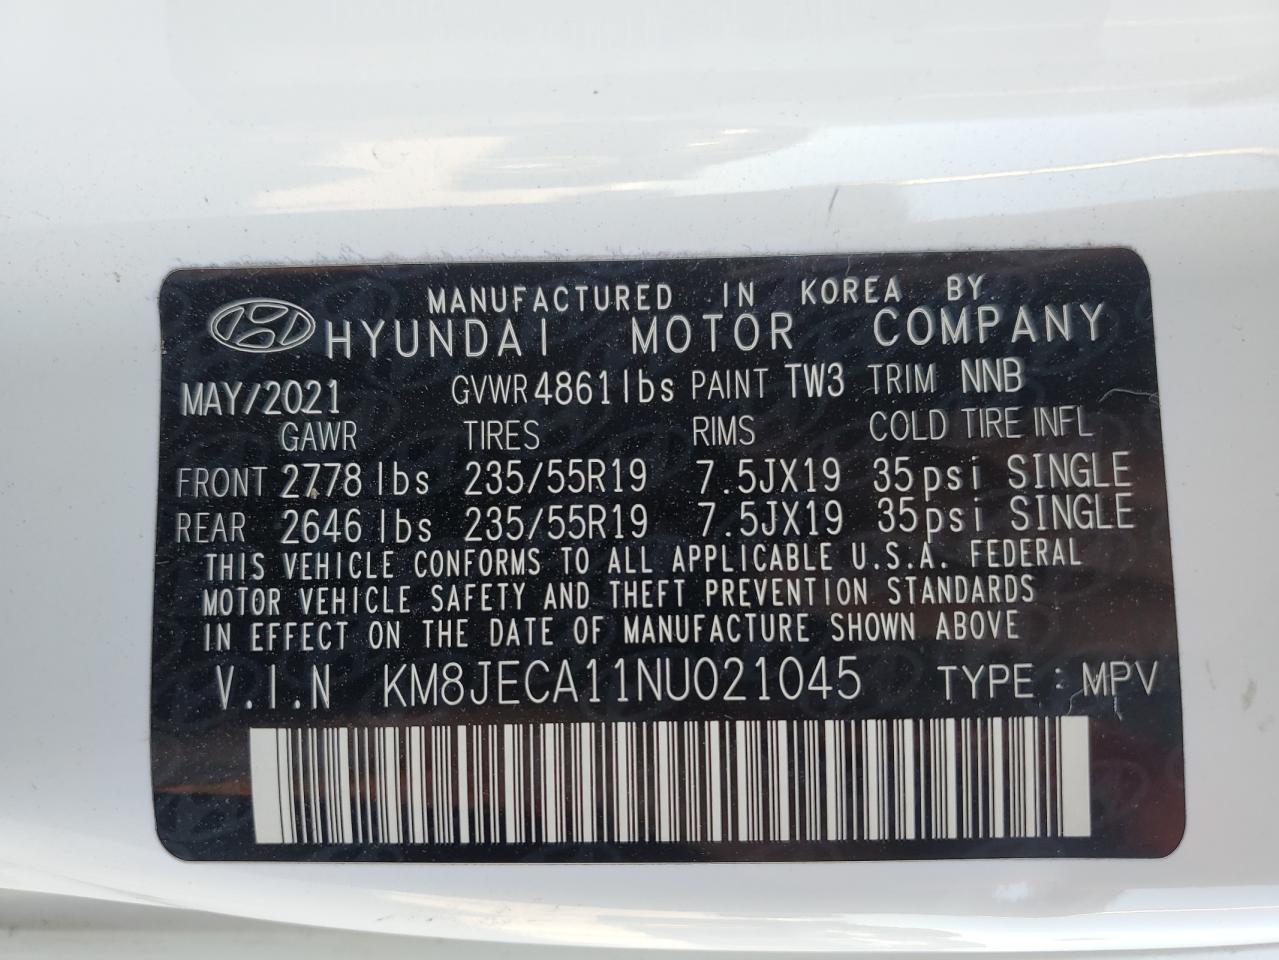 MANUFACTURED IN KOREA BY
HYUNDAI MOTOR COMPANY
MAY/2021 GVWR 4861lbs PAINT TW3 TRIM NNB
GAWR TIRES RIMS COLD TIRE INFL
FRONT 2778 lbs 235/55R19 7.5JX19 35psi SINGLE
REAR 2646 lbs 235/55R19 7.5JX19 35psi SINGLE
THIS VEHICLE CONFORMS TO ALL APPLICABLE U.S.A. FEDERAL
MOTOR VEHICLE SAFETY AND THEFT PREVENTION STANDARDS
IN EFFECT ON THE DATE OF MANUFACTURE SHOWN ABOVE
V.I.N KM8JECA11NU021045 TYPE : MPV